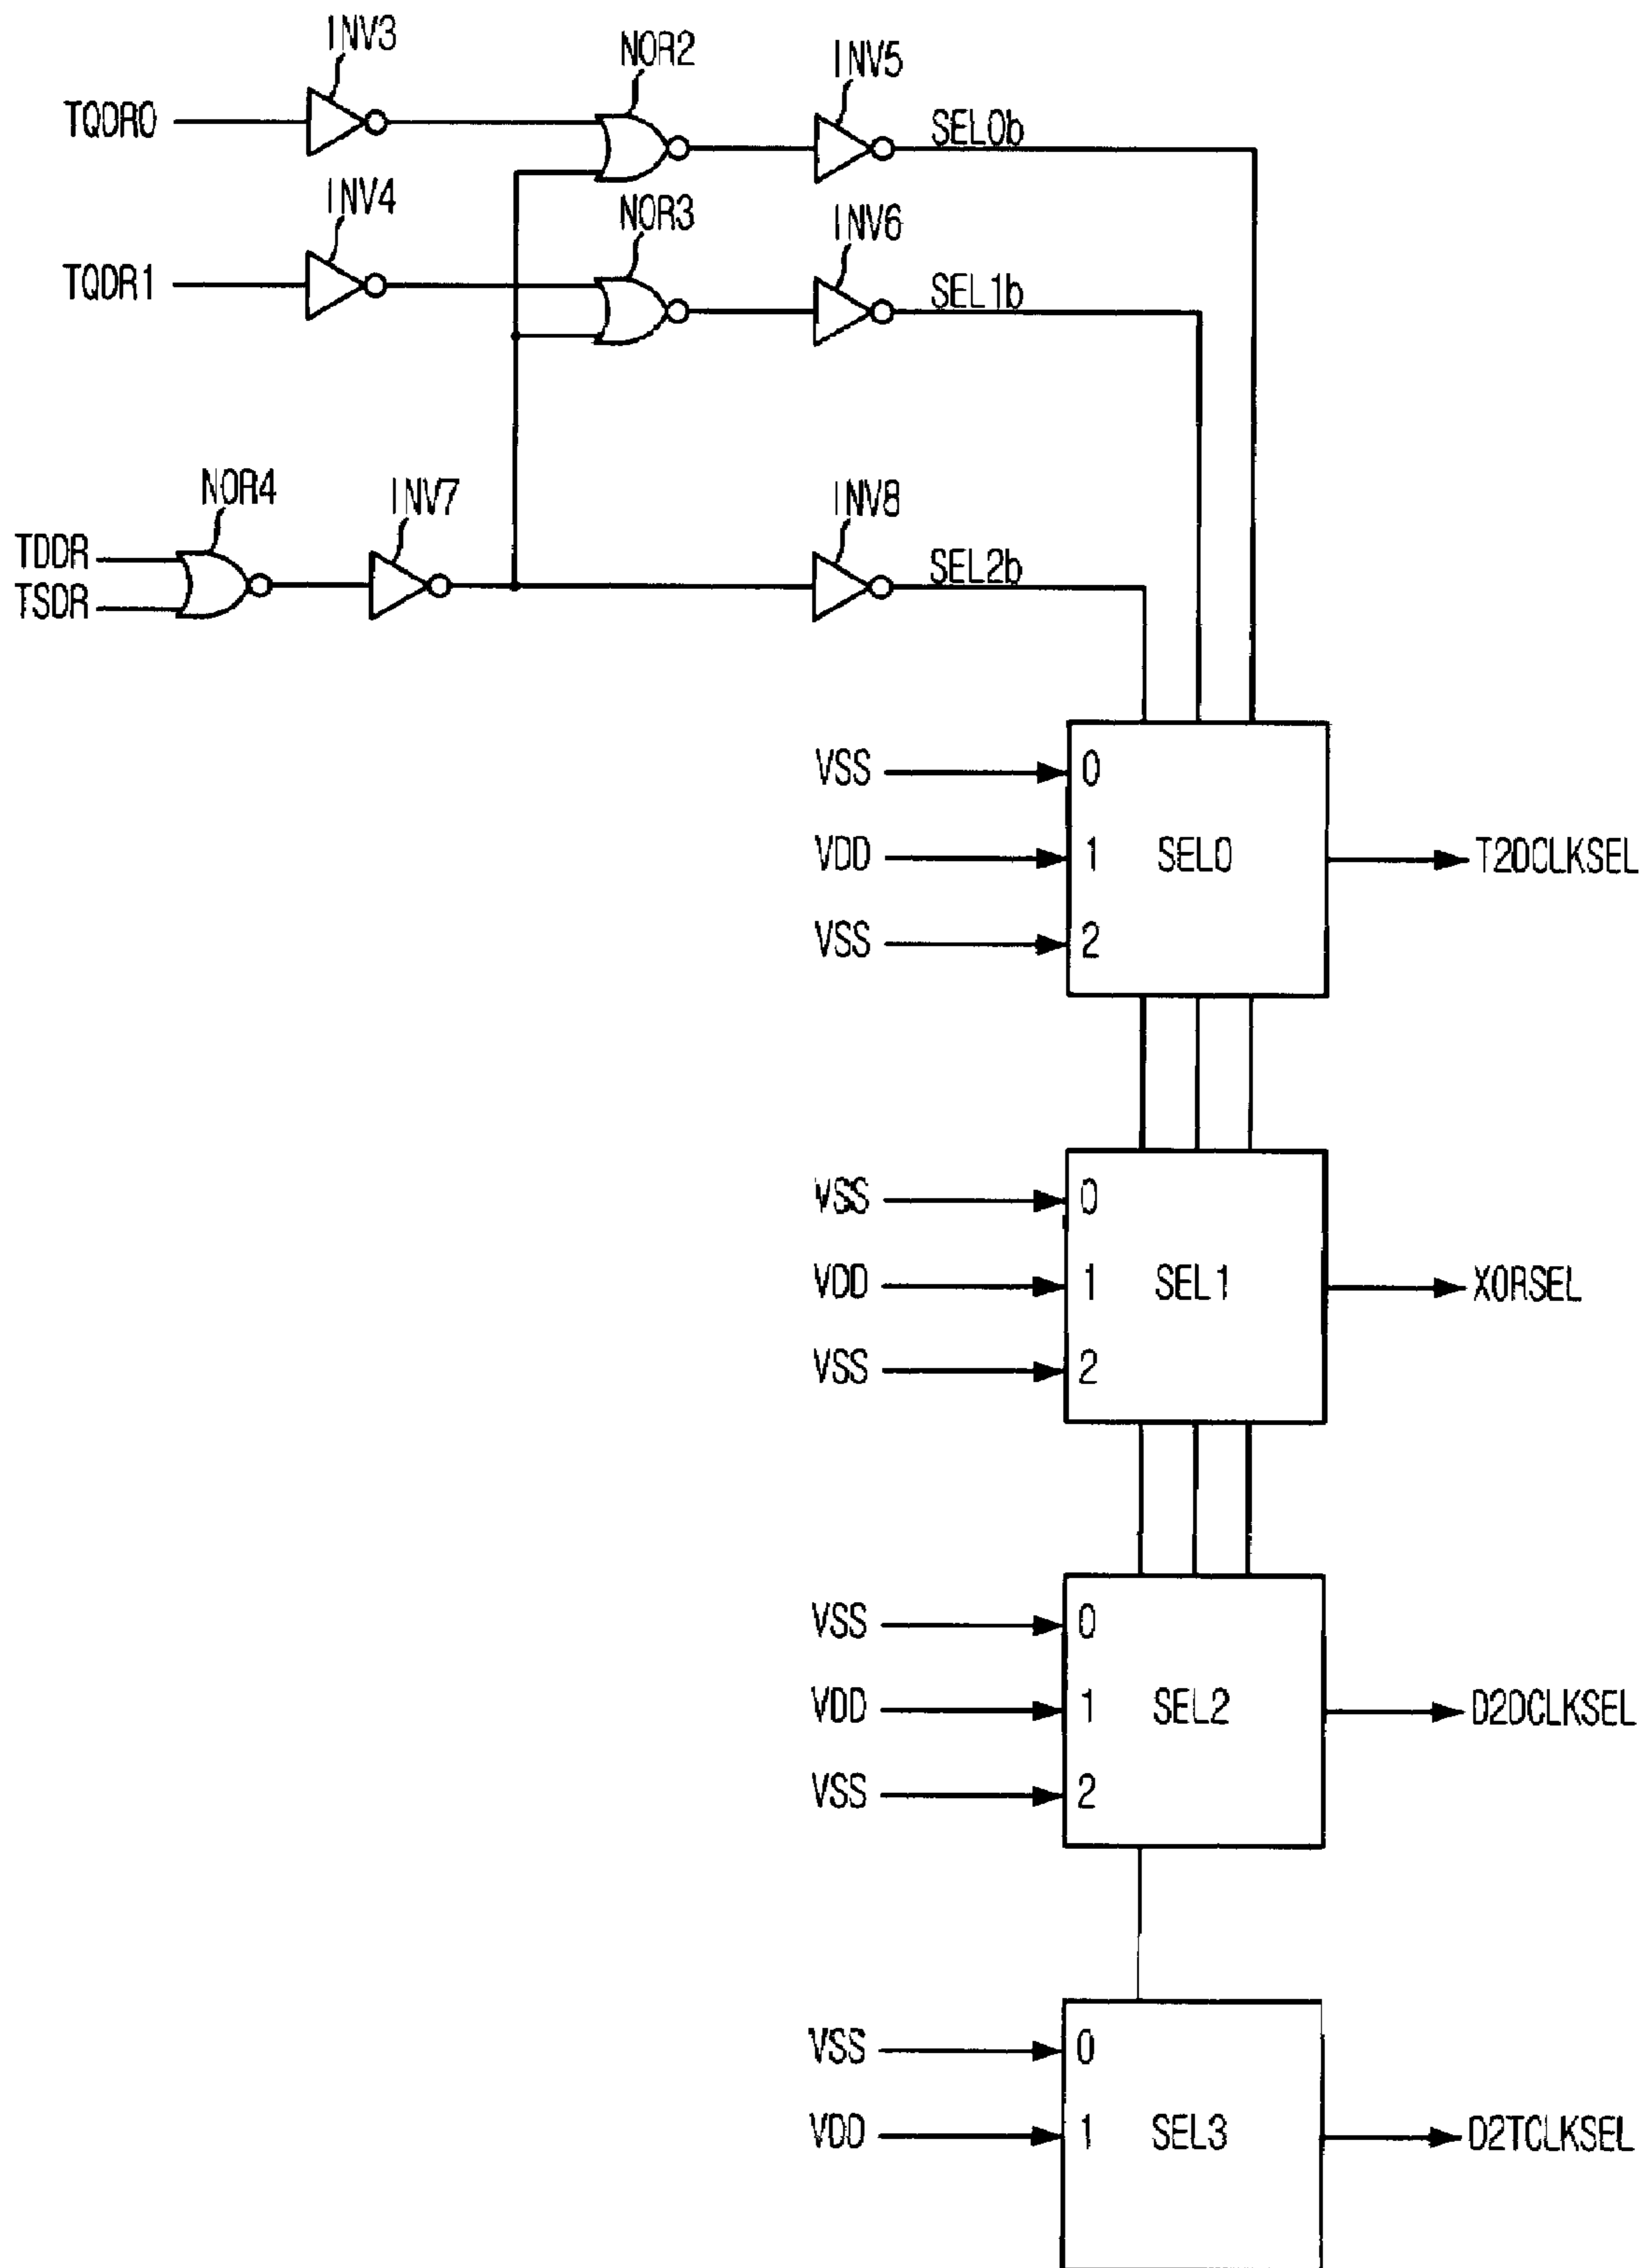 INV3
NOR2
INV5
TQDR0
SEL0b
INV4
NOR3
INV6
TQDR1
SEL1b
NOR4
INV7
INV8
TDDR
SEL2b
TSDR
VSS 0
VDD 1 SEL0 T2DCLKSEL
VSS 2
VSS 0
VDD 1 SEL1 XORSEL
VSS 2
VSS 0
VDD 1 SEL2 D2DCLKSEL
VSS 2
VSS 0
VDD 1 SEL3 D2TCLKSEL